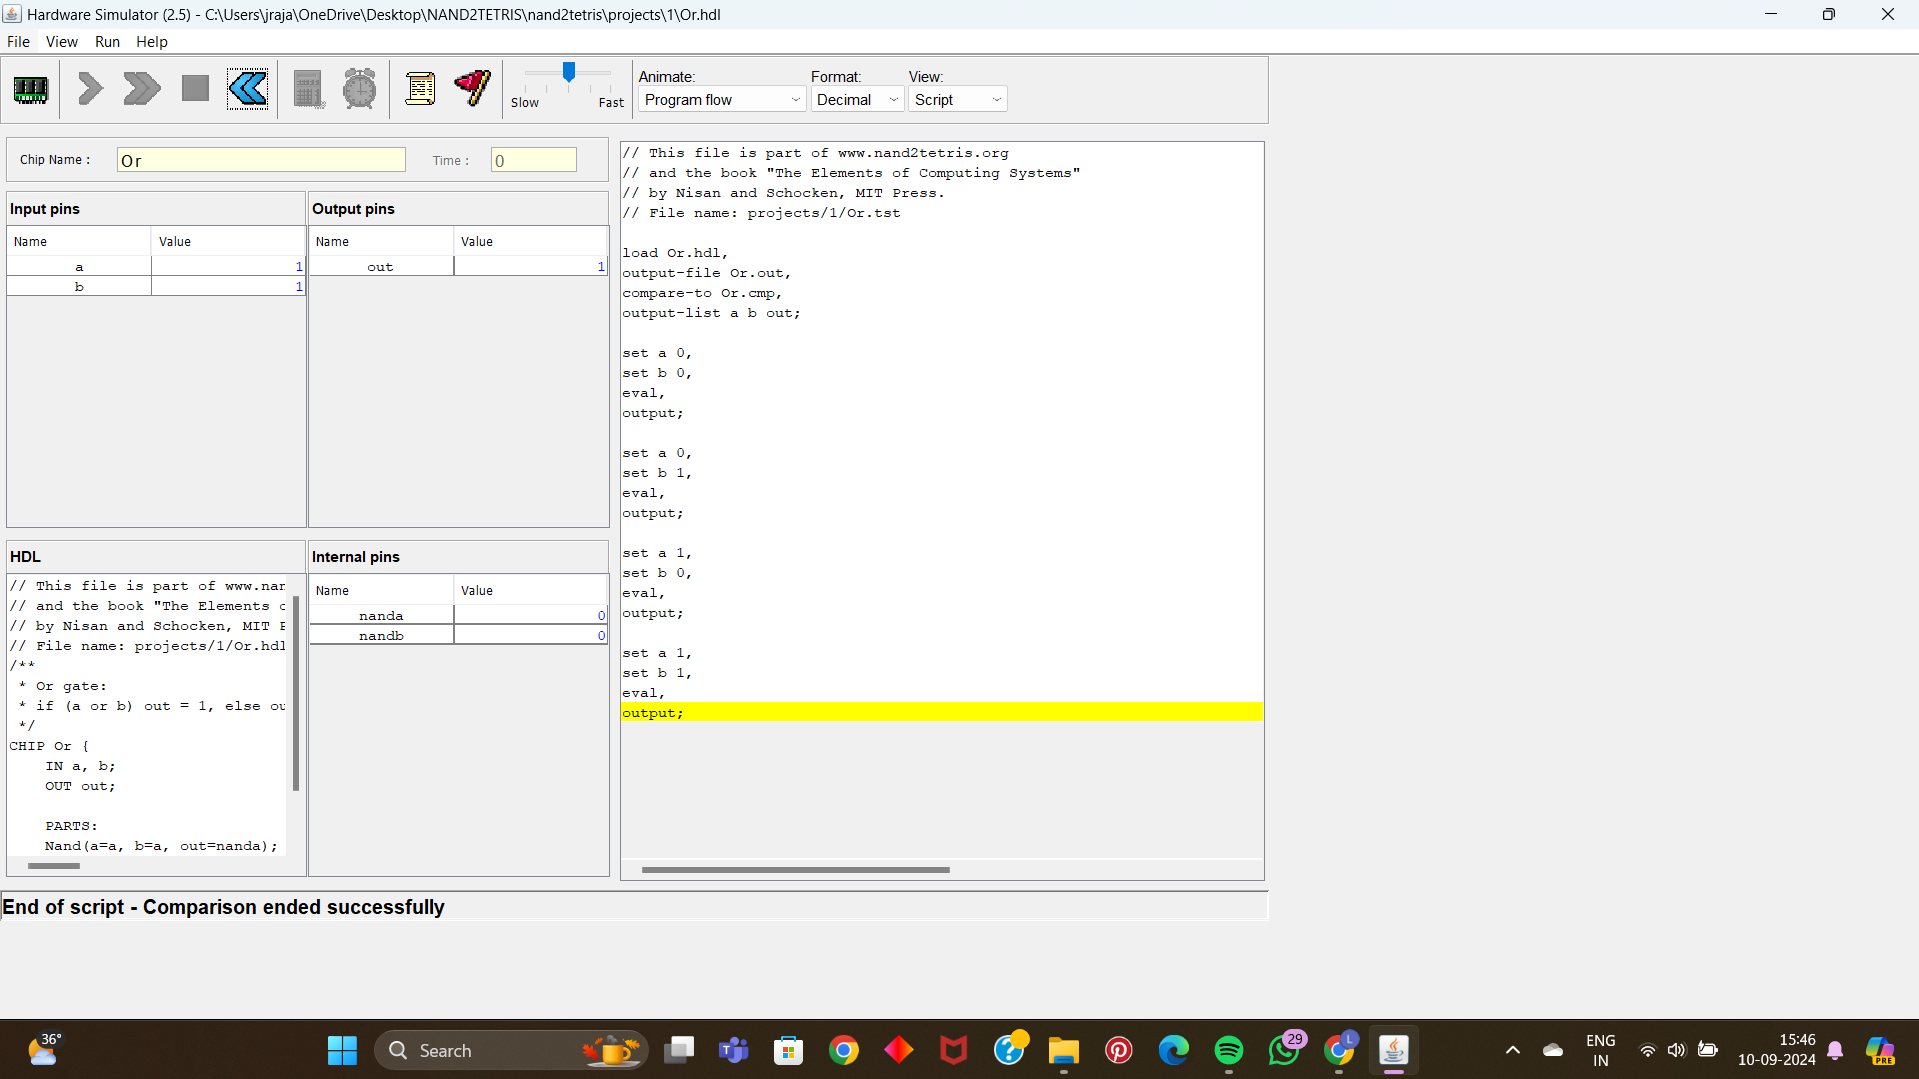 Hardware Simulator (2.5) - C:\Users\jraja\OneDrive\Desktop\NAND2TETRIS\nand2tetris\projects\1\Or.hdl
File View Run Help
Slow Fast
Animate: Format: View:
Program flow Decimal Script
Chip Name : Or Time : 0
Input pins
Name Value
a 1
b 1
Output pins
Name Value
out 1
HDL
// This file is part of www.nan
// and the book "The Elements o
// by Nisan and Schocken, MIT P
// File name: projects/1/Or.hdl
/**
* Or gate:
* if (a or b) out = 1, else ou
*/
CHIP Or {
IN a, b;
OUT out;
PARTS:
Nand(a=a, b=a, out=nanda);
Internal pins
Name Value
nanda 0
nandb 0
// This file is part of www.nand2tetris.org
// and the book "The Elements of Computing Systems"
// by Nisan and Schocken, MIT Press.
// File name: projects/1/Or.tst
load Or.hdl,
output-file Or.out,
compare-to Or.cmp,
output-list a b out;
set a 0,
set b 0,
eval,
output;
set a 0,
set b 1,
eval,
output;
set a 1,
set b 0,
eval,
output;
set a 1,
set b 1,
eval,
output;
End of script - Comparison ended successfully
36°
Search
29
L
ENG
IN
15:46
10-09-2024
PRE